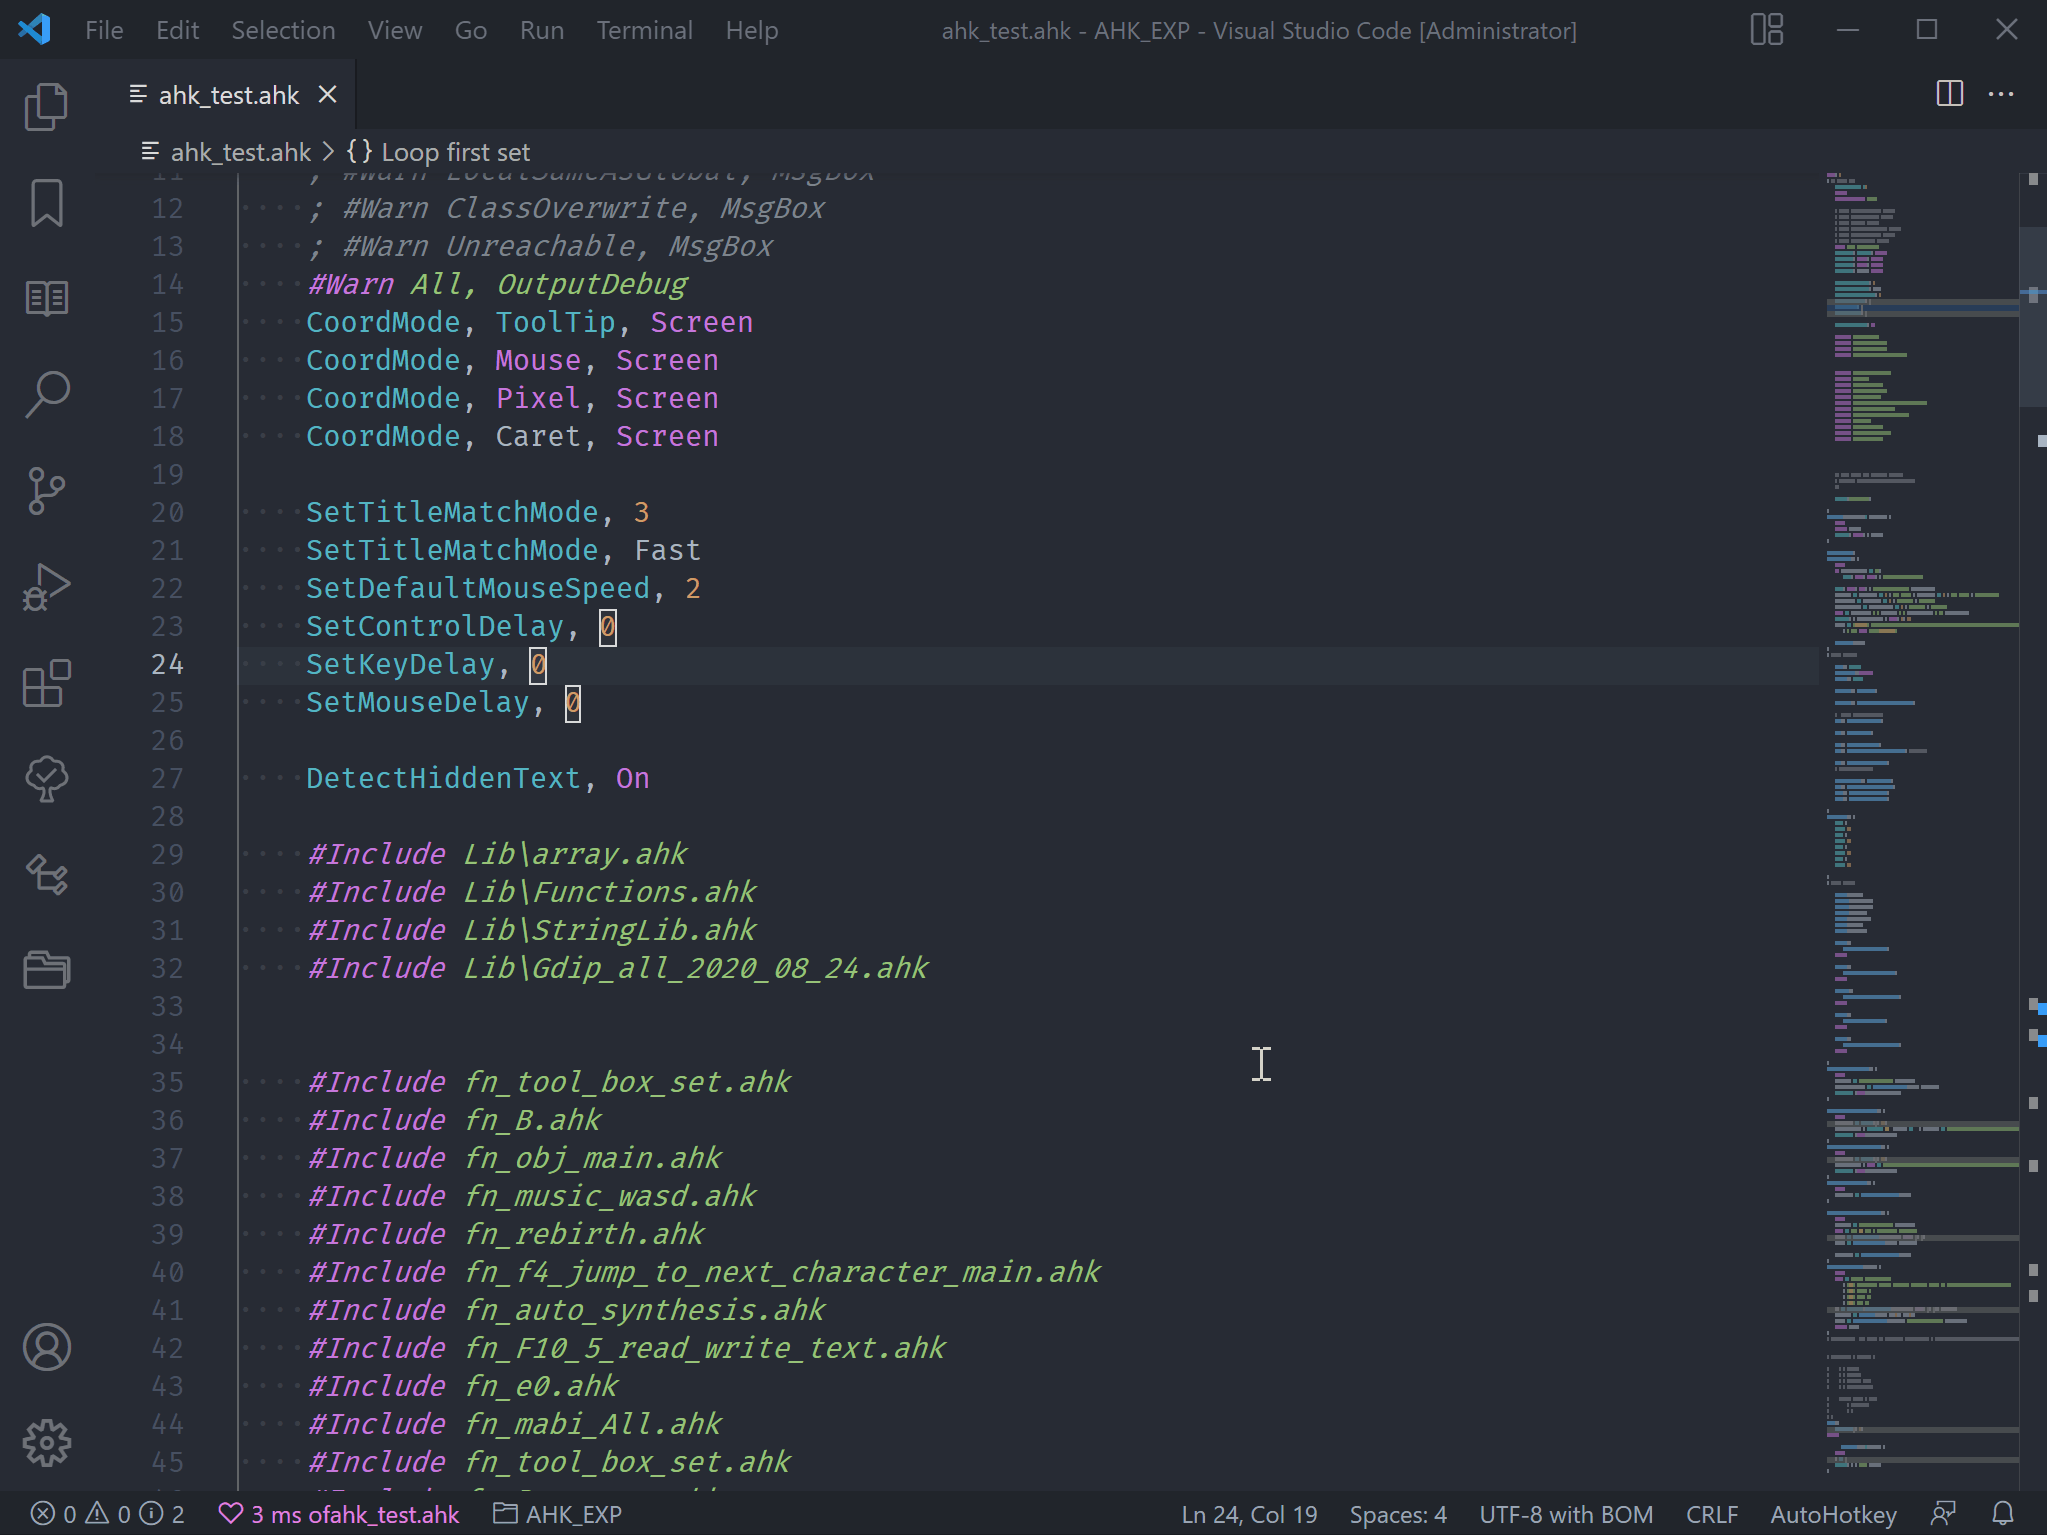 File Edit Selection View Go Run Terminal Help ahk_test.ahk - AHK_EXP - Visual Studio Code [Administrator]
ahk_test.ahk
ahk_test.ahk > {} Loop first set
11 ; #Warn LocalSameAsGlobal, MsgBox
12 ; #Warn ClassOverwrite, MsgBox
13 ; #Warn Unreachable, MsgBox
14 #Warn All, OutputDebug
15 CoordMode, ToolTip, Screen
16 CoordMode, Mouse, Screen
17 CoordMode, Pixel, Screen
18 CoordMode, Caret, Screen
19
20 SetTitleMatchMode, 3
21 SetTitleMatchMode, Fast
22 SetDefaultMouseSpeed, 2
23 SetControlDelay, 0
24 SetKeyDelay, 0
25 SetMouseDelay, 0
26
27 DetectHiddenText, On
28
29 #Include Lib\array.ahk
30 #Include Lib\Functions.ahk
31 #Include Lib\StringLib.ahk
32 #Include Lib\Gdip_all_2020_08_24.ahk
33
34
35 #Include fn_tool_box_set.ahk
36 #Include fn_B.ahk
37 #Include fn_obj_main.ahk
38 #Include fn_music_wasd.ahk
39 #Include fn_rebirth.ahk
40 #Include fn_f4_jump_to_next_character_main.ahk
41 #Include fn_auto_synthesis.ahk
42 #Include fn_F10_5_read_write_text.ahk
43 #Include fn_e0.ahk
44 #Include fn_mabi_All.ahk
45 #Include fn_tool_box_set.ahk
0 0 2 3 ms ofahk_test.ahk AHK_EXP Ln 24, Col 19 Spaces: 4 UTF-8 with BOM CRLF AutoHotkey